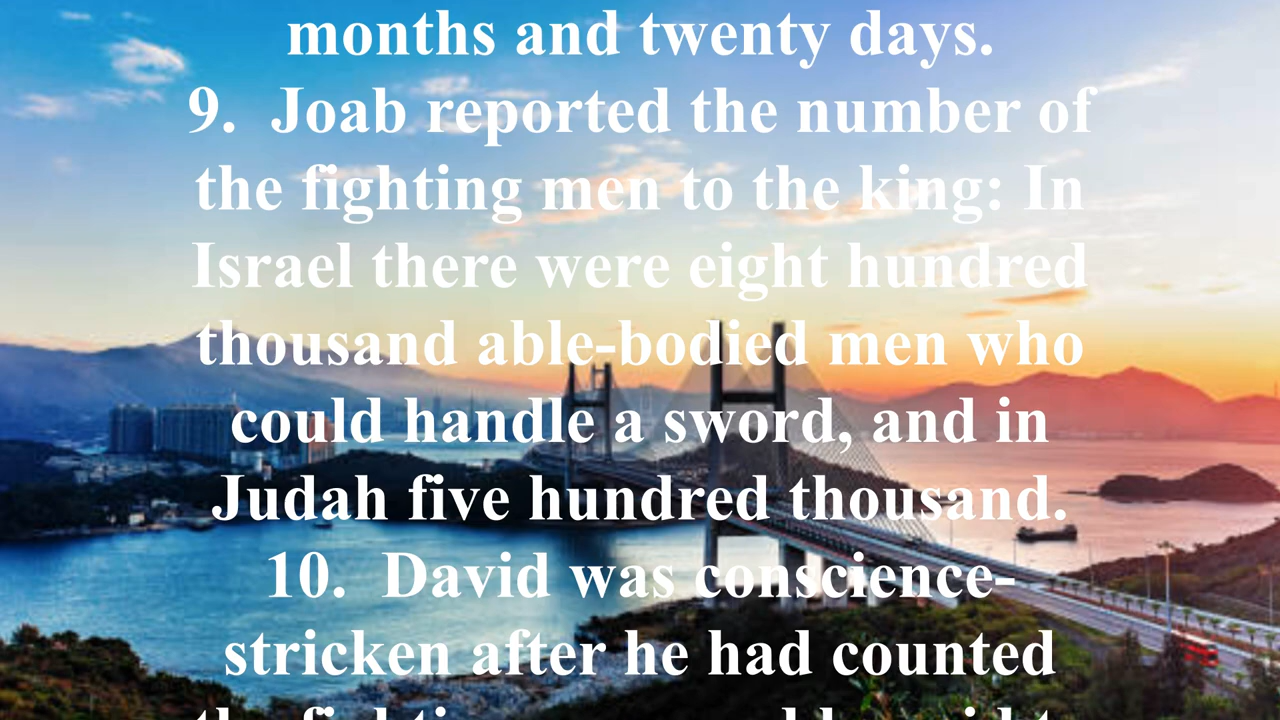 months and twenty days.
9. Joab reported the number of
the fighting men to the king: In
Israel there were eight hundred
thousand able-bodied men who
could handle a sword, and in
Judah five hundred thousand.
10. David was conscience-
stricken after he had counted